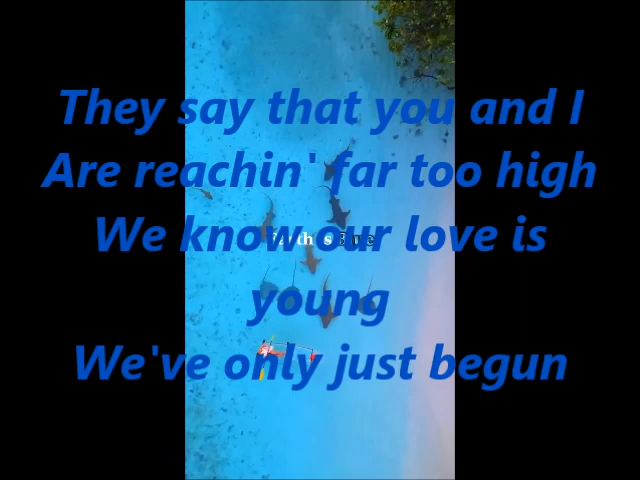 They say that you and I
Are reachin' far too high
We know our love is
young
We've only just begun